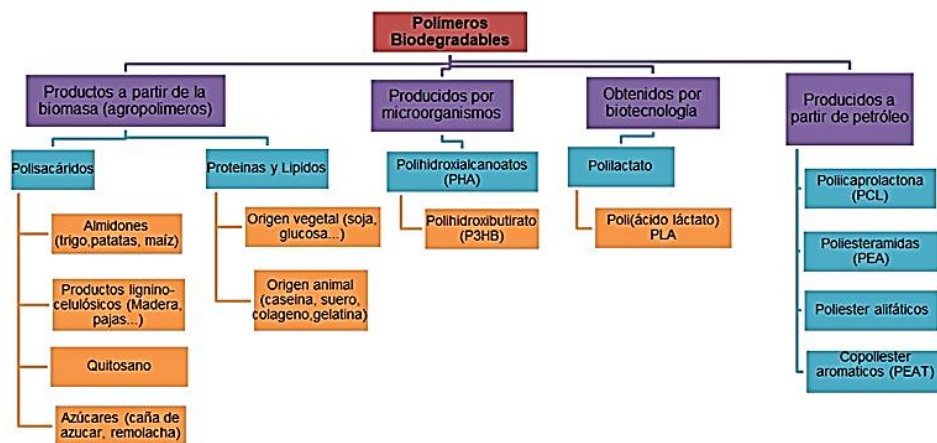 Polímeros
Biodegradables
Productos a partir de la
biomasa (agropolimeros)
Producidos por
microorganismos
Obtenidos por
biotecnología
Producidos a
partir de petróleo
Polisacáridos
Proteinas y Lipidos
Polihidroxialcanoatos
(PHA)
Polilactato
Poliicaprolactona
(PCL)
Almidones
(trigo,patatas, maíz)
Origen vegetal (soja,
glucosa...)
Polihidroxibutirato
(P3HB)
Poli(ácido láctato)
PLA
Poliesteramidas
(PEA)
Productos lignino-
celulósicos (Madera,
pajas...)
Origen animal
(caseina, suero,
colageno,gelatina)
Poliester alifáticos
Quitosano
Copoliester
aromaticos (PEAT)
Azúcares (caña de
azucar, remolacha)